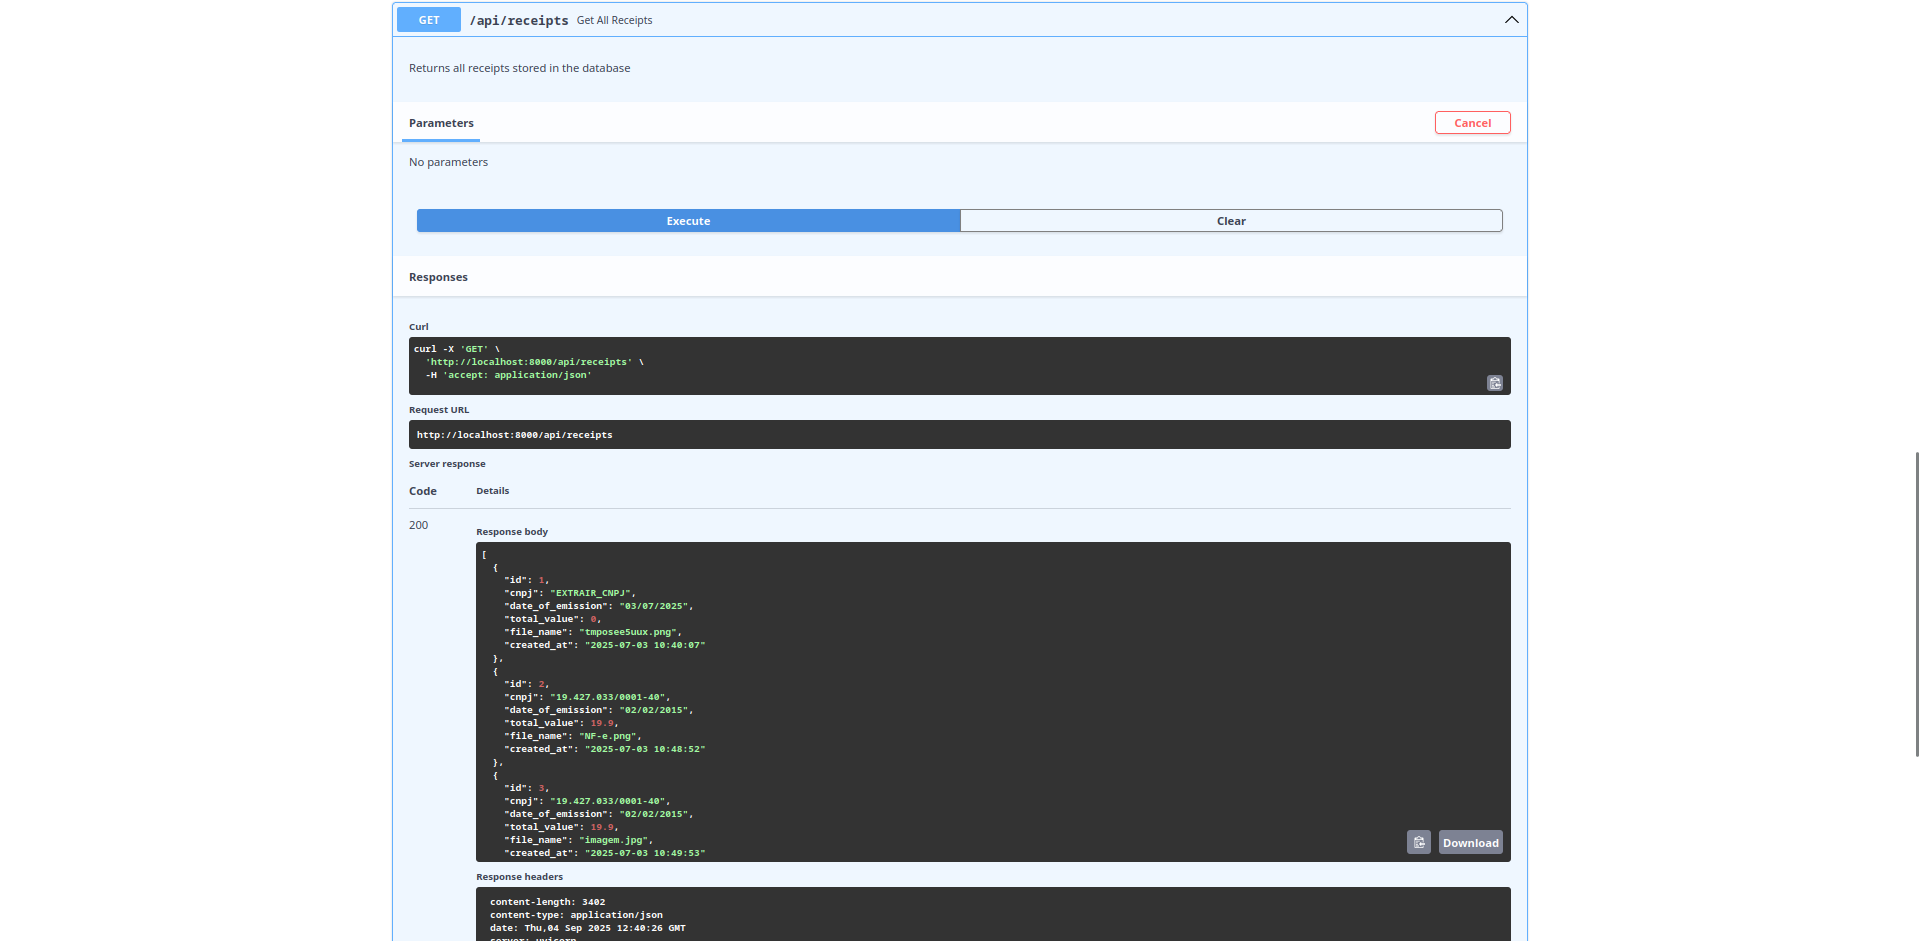 GET /api/receipts Get All Receipts
Returns all receipts stored in the database
Parameters
Cancel
No parameters
Execute
Clear
Responses
Curl
curl -X 'GET' \
  'http://localhost:8000/api/receipts' \
  -H 'accept: application/json'
Request URL
http://localhost:8000/api/receipts
Server response
Code Details
200
Response body
[
  {
    "id": 1,
    "cnpj": "EXTRAIR_CNPJ",
    "date_of_emission": "03/07/2025",
    "total_value": 0,
    "file_name": "tmposee5uux.png",
    "created_at": "2025-07-03 10:40:07"
  },
  {
    "id": 2,
    "cnpj": "19.427.033/0001-40",
    "date_of_emission": "02/02/2015",
    "total_value": 19.9,
    "file_name": "NF-e.png",
    "created_at": "2025-07-03 10:48:52"
  },
  {
    "id": 3,
    "cnpj": "19.427.033/0001-40",
    "date_of_emission": "02/02/2015",
    "total_value": 19.9,
    "file_name": "imagem.jpg",
    "created_at": "2025-07-03 10:49:53"
Download
Response headers
content-length: 3402
content-type: application/json
date: Thu,04 Sep 2025 12:40:26 GMT
server: uvicorn